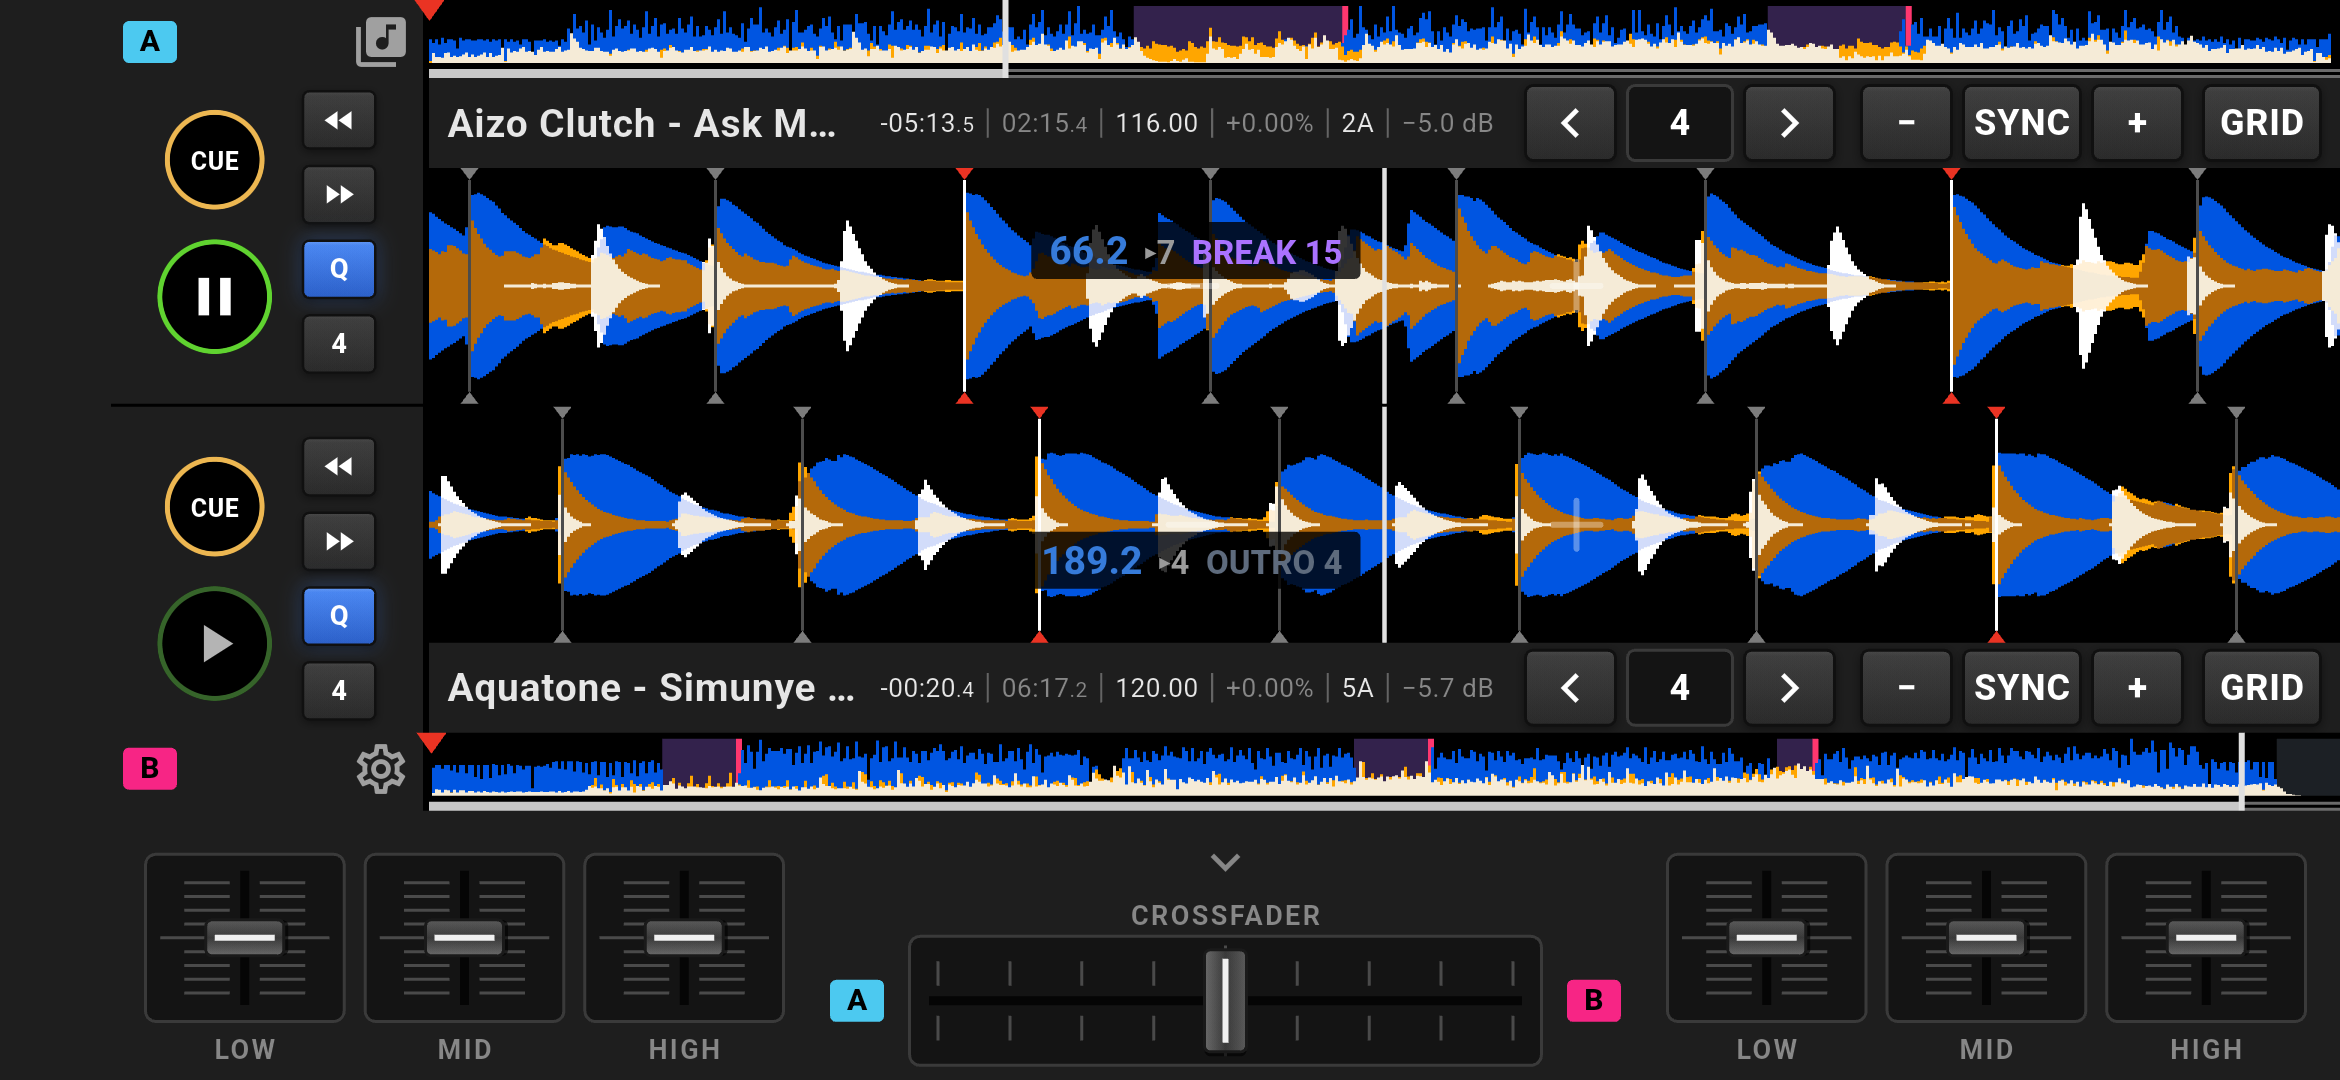 A
CUE
Q
4
Aizo Clutch - Ask M... -05:13.5 | 02:15.4 | 116.00 | +0.00% | 2A | −5.0 dB 4 − SYNC + GRID
66.2 ▸7 BREAK 15
CUE
Q
4
189.2 ▸4 OUTRO 4
Aquatone - Simunye ... -00:20.4 | 06:17.2 | 120.00 | +0.00% | 5A | −5.7 dB 4 − SYNC + GRID
B
CROSSFADER
A B
LOW MID HIGH LOW MID HIGH